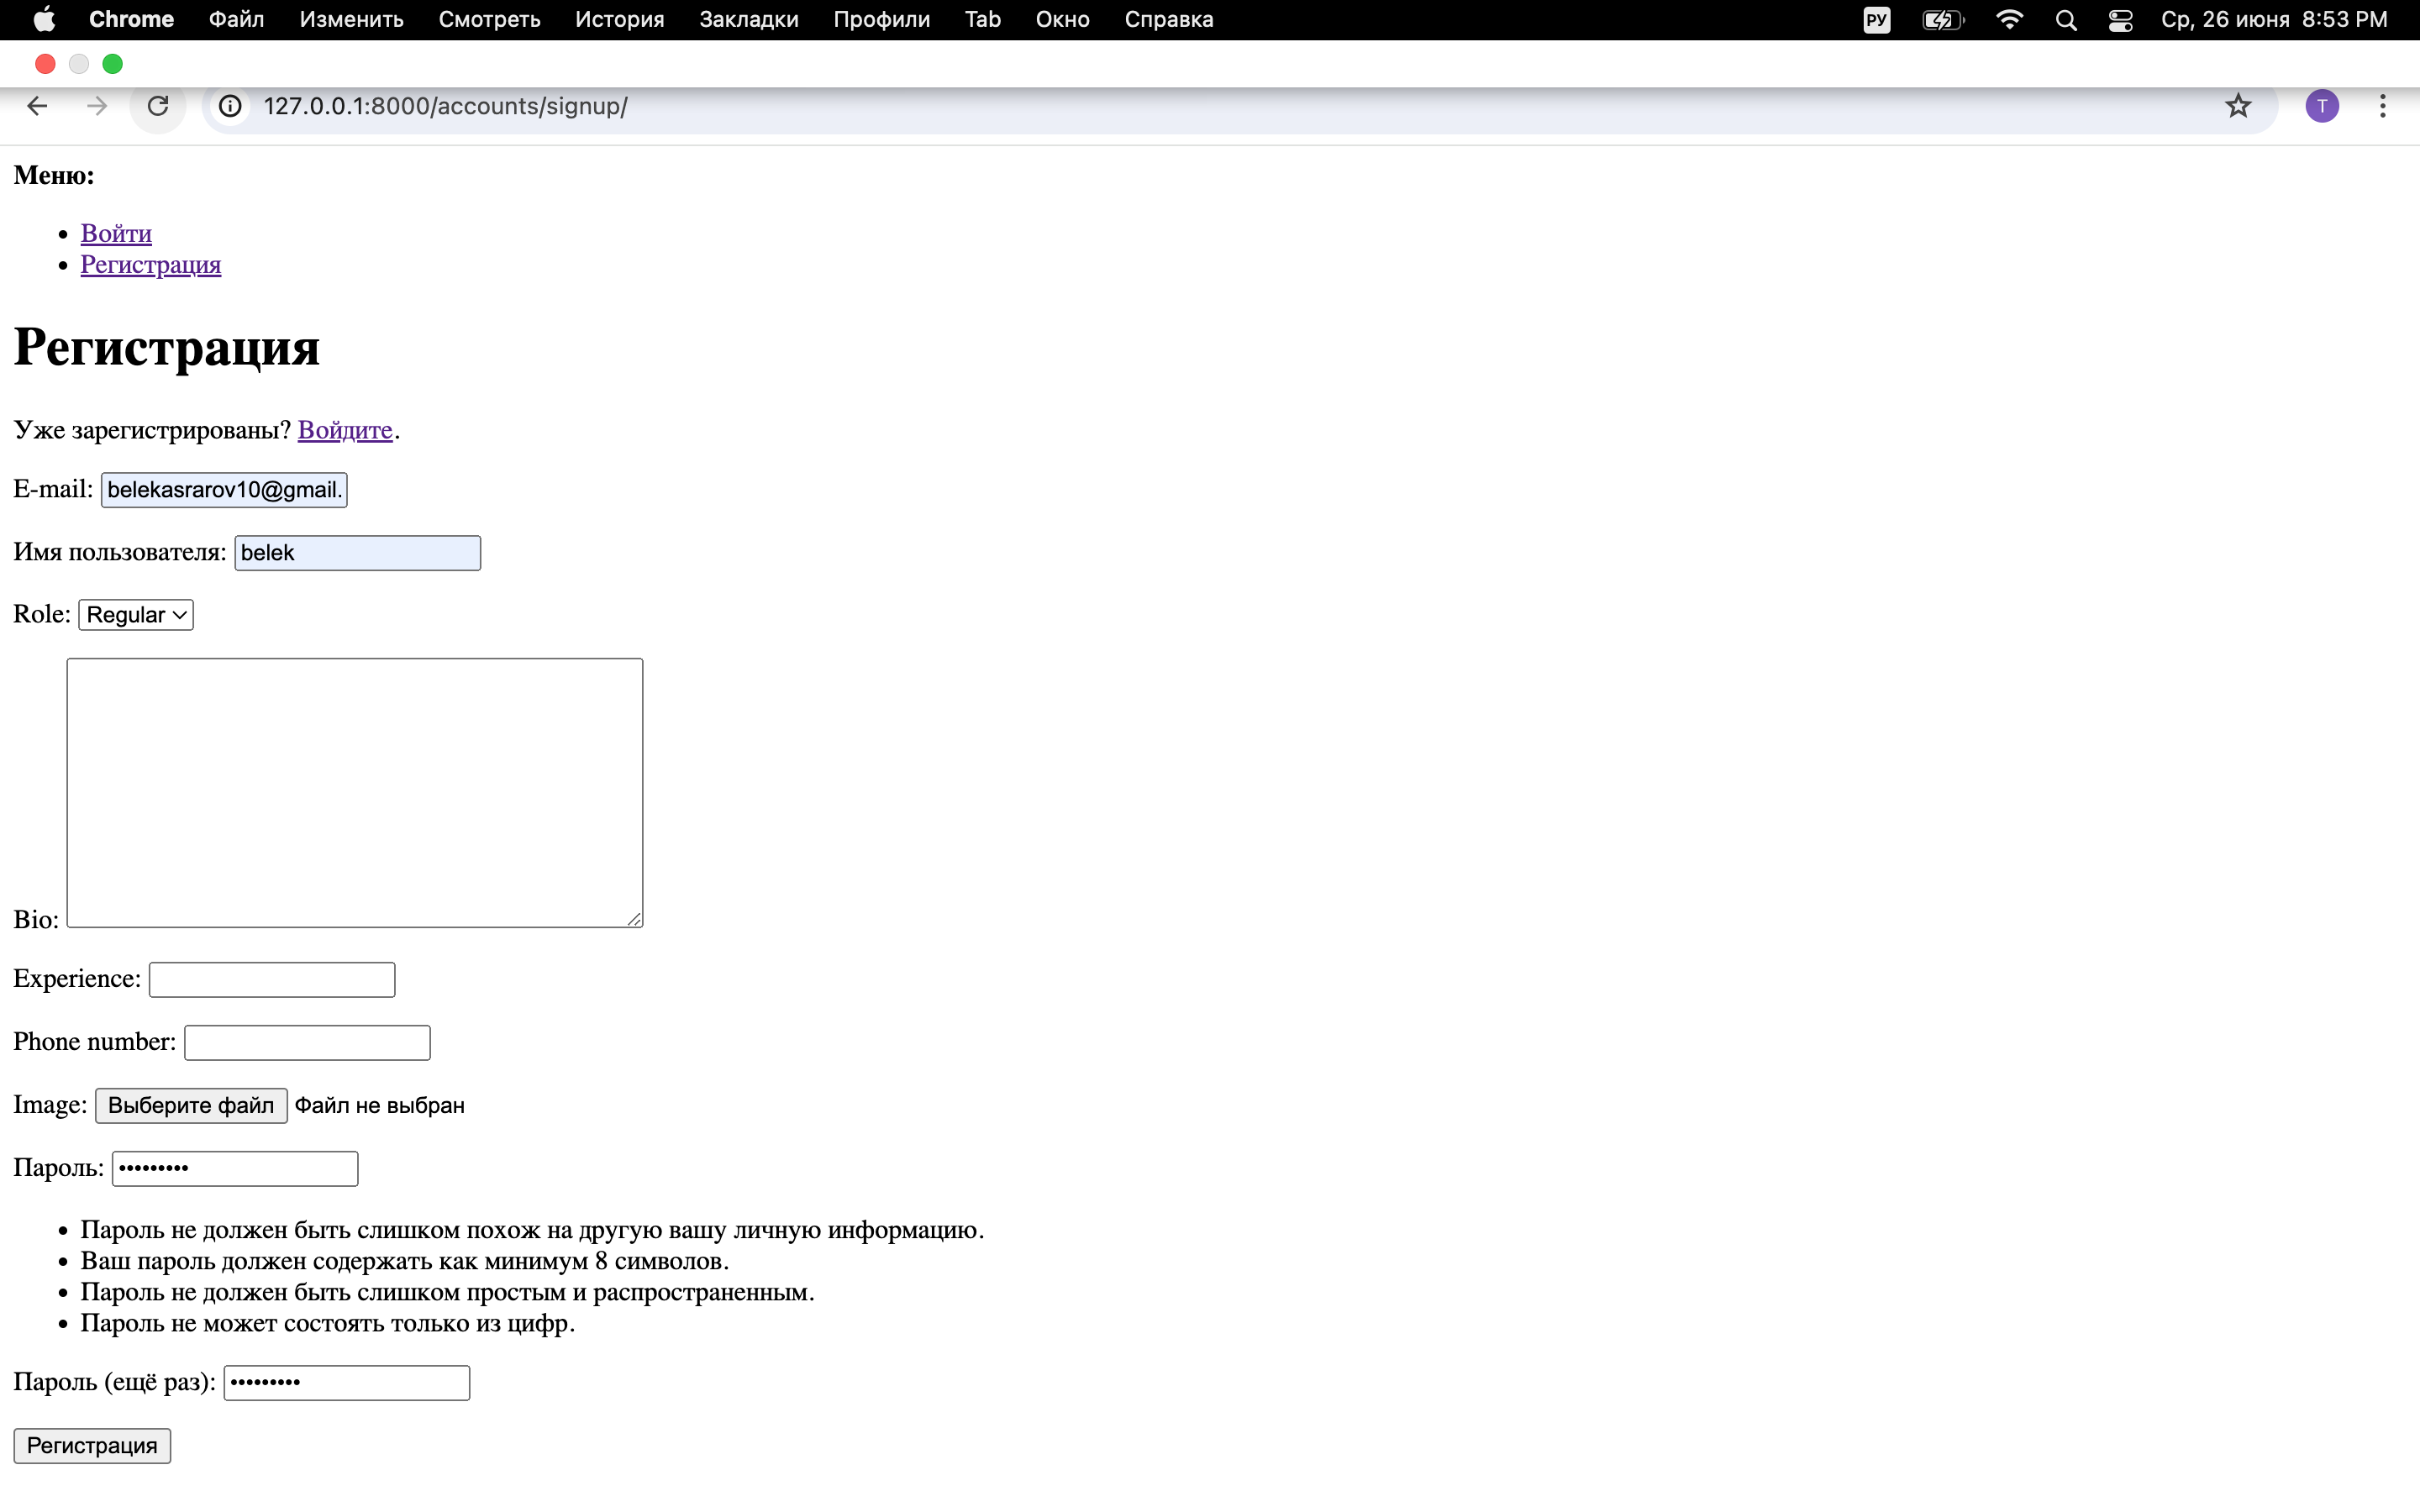 Chrome Файл Изменить Смотреть История Закладки Профили Tab Окно Справка РУ Ср, 26 июня 8:53 PM
127.0.0.1:8000/accounts/signup/ T
Меню:
Войти
Регистрация
Регистрация
Уже зарегистрированы? Войдите.
E-mail: belekasrarov10@gmail.
Имя пользователя: belek
Role: Regular
Bio:
Experience:
Phone number:
Image: Выберите файл Файл не выбран
Пароль: •••••••••
Пароль не должен быть слишком похож на другую вашу личную информацию.
Ваш пароль должен содержать как минимум 8 символов.
Пароль не должен быть слишком простым и распространенным.
Пароль не может состоять только из цифр.
Пароль (ещё раз): •••••••••
Регистрация